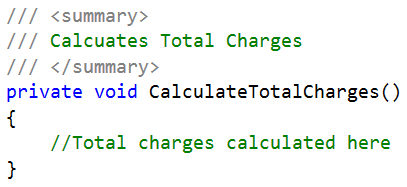 /// <summary>
/// Calcuates Total Charges
/// </summary>
private void CalculateTotalCharges()
{
    //Total charges calculated here
}